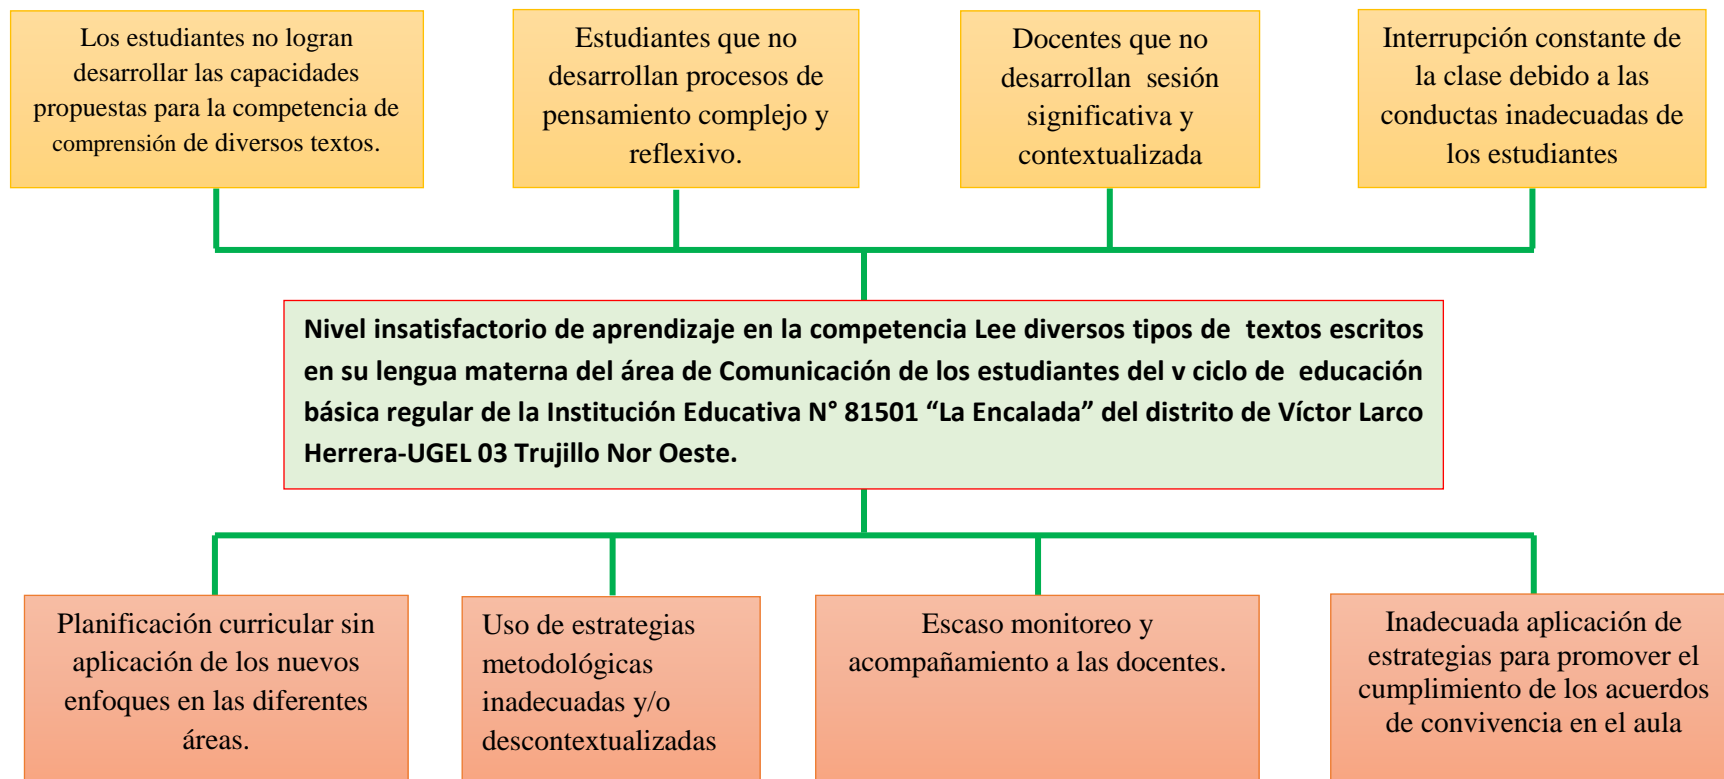 Los estudiantes no logran
desarrollar las capacidades
propuestas para la competencia de
comprensión de diversos textos.
Estudiantes que no
desarrollan procesos de
pensamiento complejo y
reflexivo.
Docentes que no
desarrollan sesión
significativa y
contextualizada
Interrupción constante de
la clase debido a las
conductas inadecuadas de
los estudiantes
Nivel insatisfactorio de aprendizaje en la competencia Lee diversos tipos de textos escritos
en su lengua materna del área de Comunicación de los estudiantes del v ciclo de educación
básica regular de la Institución Educativa N° 81501 “La Encalada” del distrito de Víctor Larco
Herrera-UGEL 03 Trujillo Nor Oeste.
Planificación curricular sin
aplicación de los nuevos
enfoques en las diferentes
áreas.
Uso de estrategias
metodológicas
inadecuadas y/o
descontextualizadas
Escaso monitoreo y
acompañamiento a las docentes.
Inadecuada aplicación de
estrategias para promover el
cumplimiento de los acuerdos
de convivencia en el aula